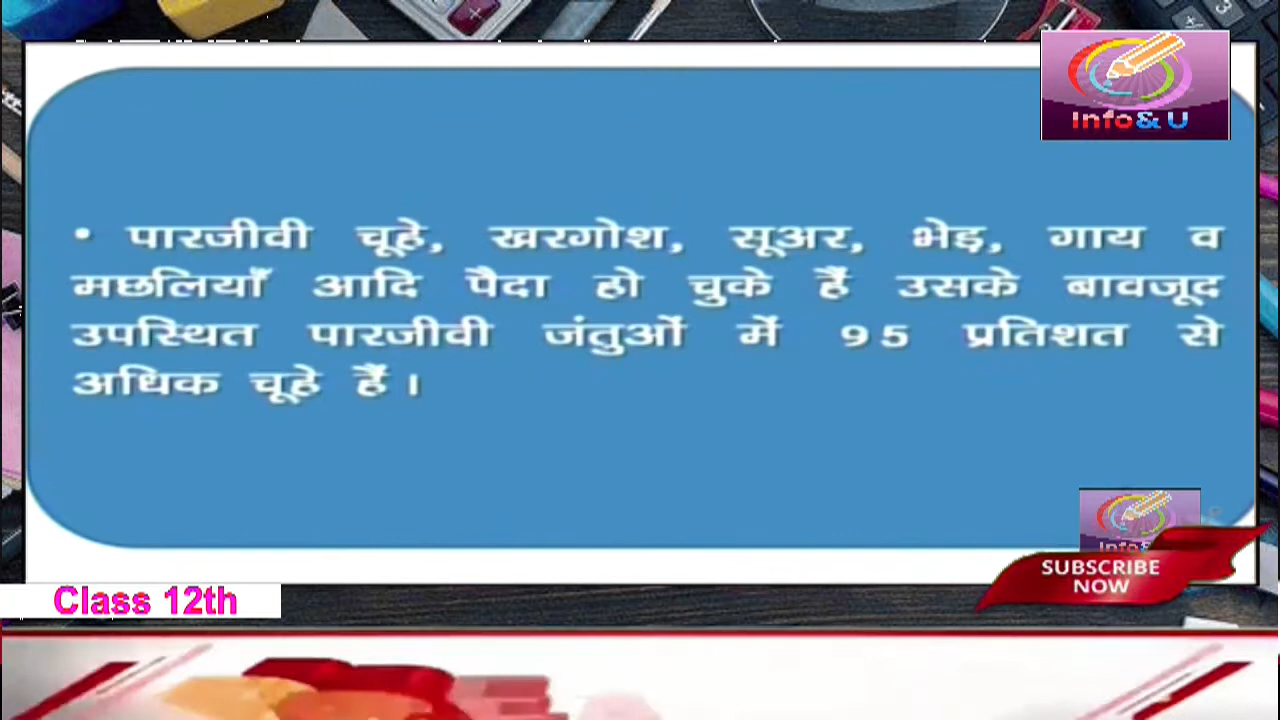 Info & U
• पारजीवी चूहे, खरगोश, सूअर, भेड़, गाय व
मछलियाँ आदि पैदा हो चुके हैं उसके बावजूद
उपस्थित पारजीवी जंतुओं में 95 प्रतिशत से
अधिक चूहे हैं।
SUBSCRIBE
NOW
Class 12th